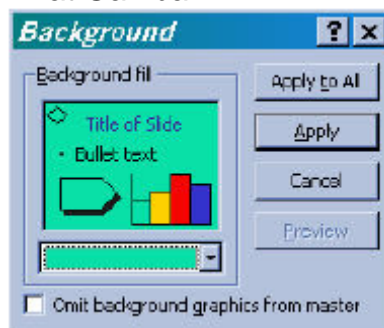 Background
Background fill
Title of Slide
• Bullet text
Apply to All
Apply
Cancel
Preview
Omit background graphics from master